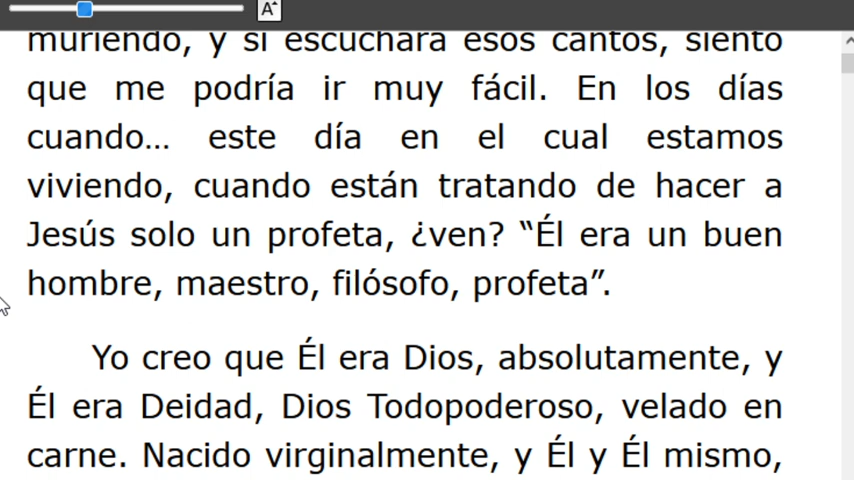 A
muriendo, y si escuchara esos cantos, siento
que me podría ir muy fácil. En los días
cuando... este día en el cual estamos
viviendo, cuando están tratando de hacer a
Jesús solo un profeta, ¿ven? “Él era un buen
hombre, maestro, filósofo, profeta”.
Yo creo que Él era Dios, absolutamente, y
Él era Deidad, Dios Todopoderoso, velado en
carne. Nacido virginalmente, y Él y Él mismo,